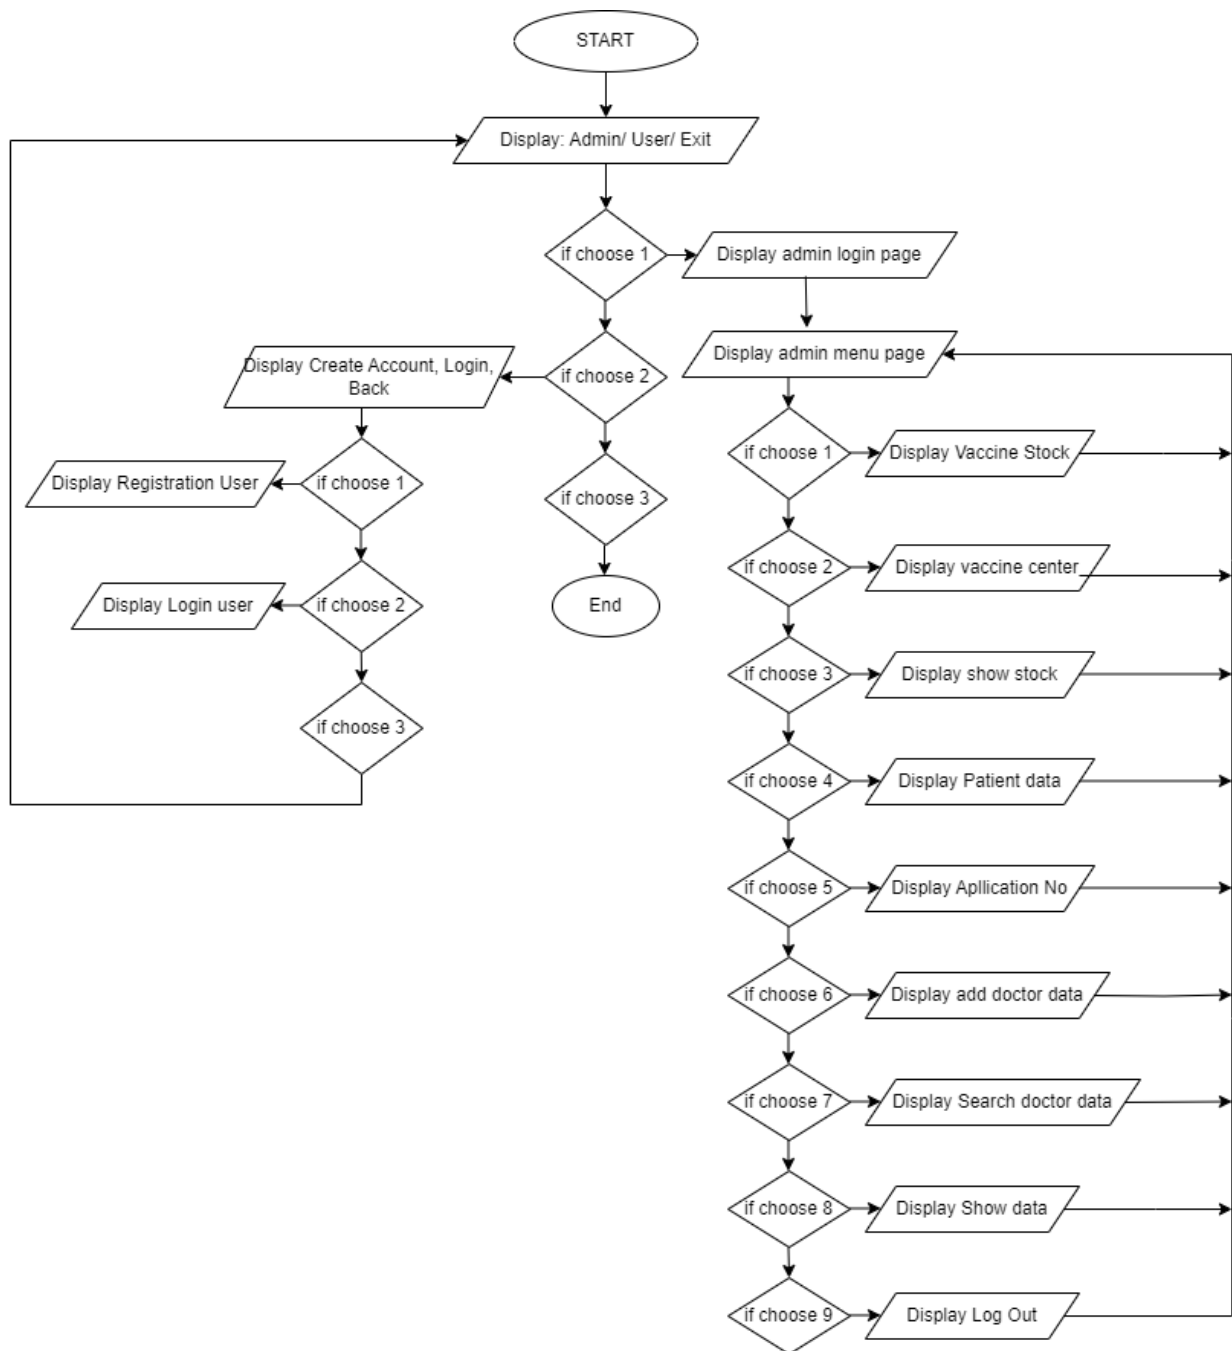 START
Display: Admin/ User/ Exit
if choose 1
Display admin login page
Display admin menu page
if choose 2
Display Create Account, Login,
Back
if choose 1
Display Registration User
if choose 2
Display Login user
if choose 3
if choose 3
End
if choose 1
Display Vaccine Stock
if choose 2
Display vaccine center
if choose 3
Display show stock
if choose 4
Display Patient data
if choose 5
Display Apllication No
if choose 6
Display add doctor data
if choose 7
Display Search doctor data
if choose 8
Display Show data
if choose 9
Display Log Out